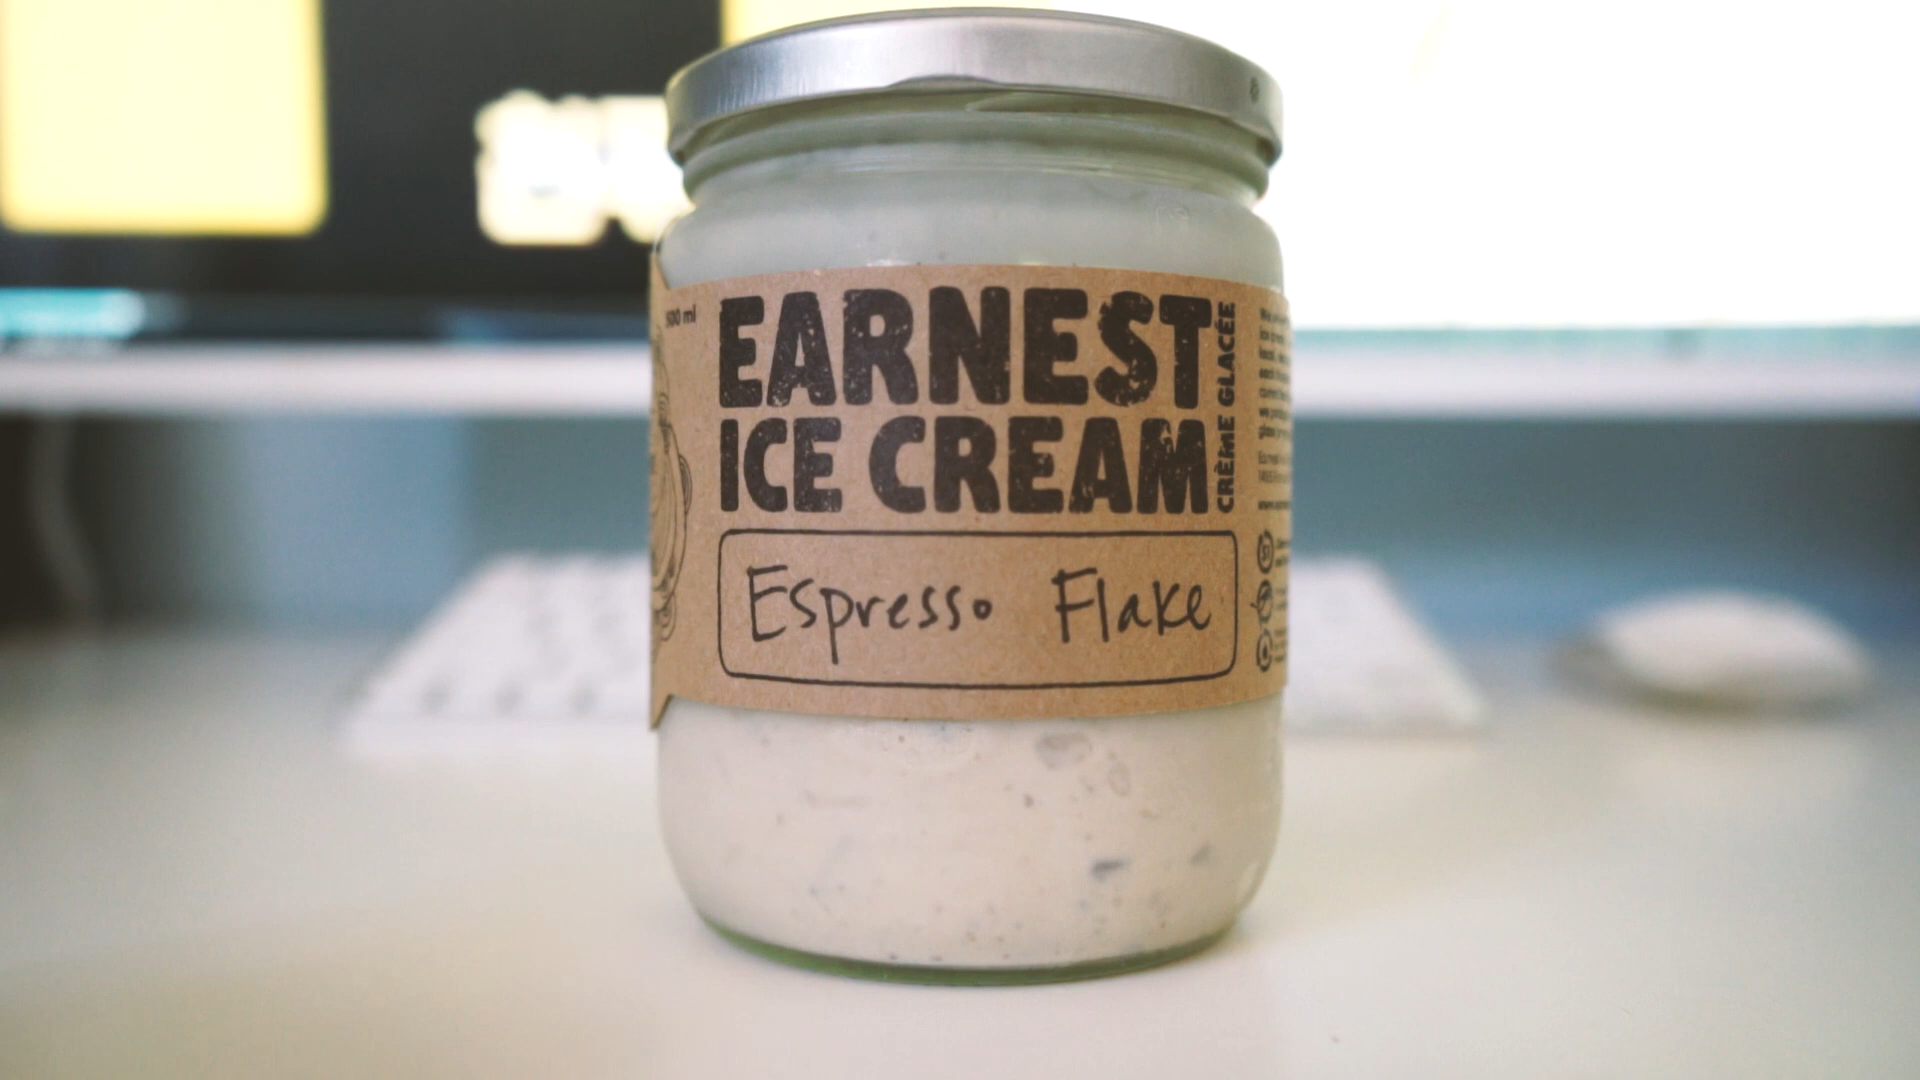 500 ml
EARNEST
ICE CREAM
CRÈME GLACÉE
Espresso Flake